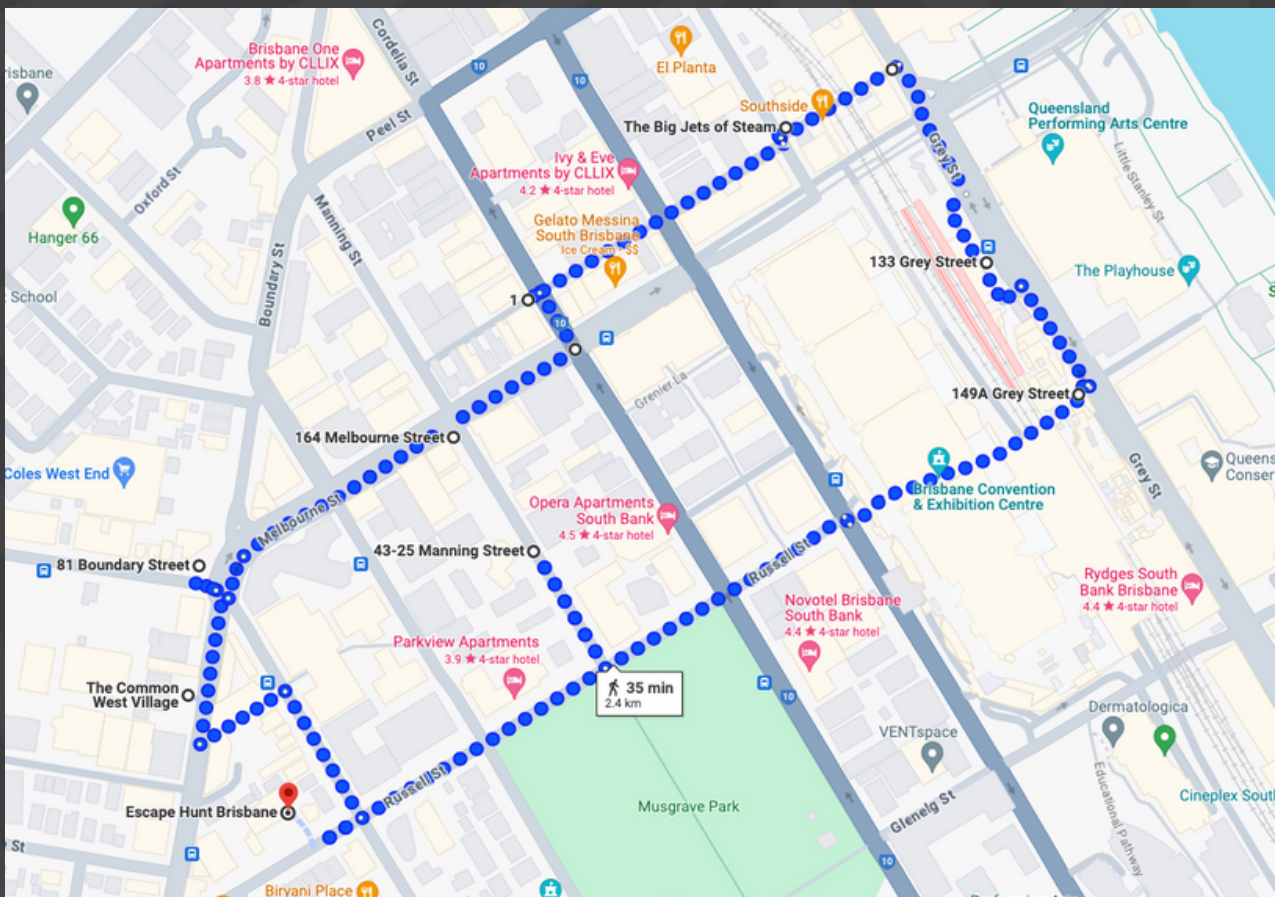 Brisbane One
Apartments by CLLIX
3.8 ★ 4-star hotel
Cordelia St
10
10
El Planta
Southside
The Big Jets of Steam
Queensland
Performing Arts Centre
risbane
Peel St
Oxford St
Hanger 66
Manning St
Ivy & Eve
Apartments by CLLIX
4.2 ★ 4-star hotel
Grey St
Little Stanley St
Gelato Messina
South Brisbane
Ice Cream · $$
133 Grey Street
The Playhouse
t School
Boundary St
S
1
10
Grenier La
149A Grey Street
164 Melbourne Street
Coles West End
Melbourne St
Brisbane Convention
& Exhibition Centre
Grey St
Queens
Conser
Opera Apartments
South Bank
4.5 ★ 4-star hotel
43-25 Manning Street
81 Boundary Street
Russell St
Rydges South
Bank Brisbane
4.4 ★ 4-star hotel
Novotel Brisbane
South Bank
4.4 ★ 4-star hotel
Parkview Apartments
3.9 ★ 4-star hotel
The Common
West Village
35 min
2.4 km
10
Dermatologica
VENTspace
Russell St
Escape Hunt Brisbane
Musgrave Park
Glenelg St
Educational Pathway
Cineplex South
St
10
Biryani Place